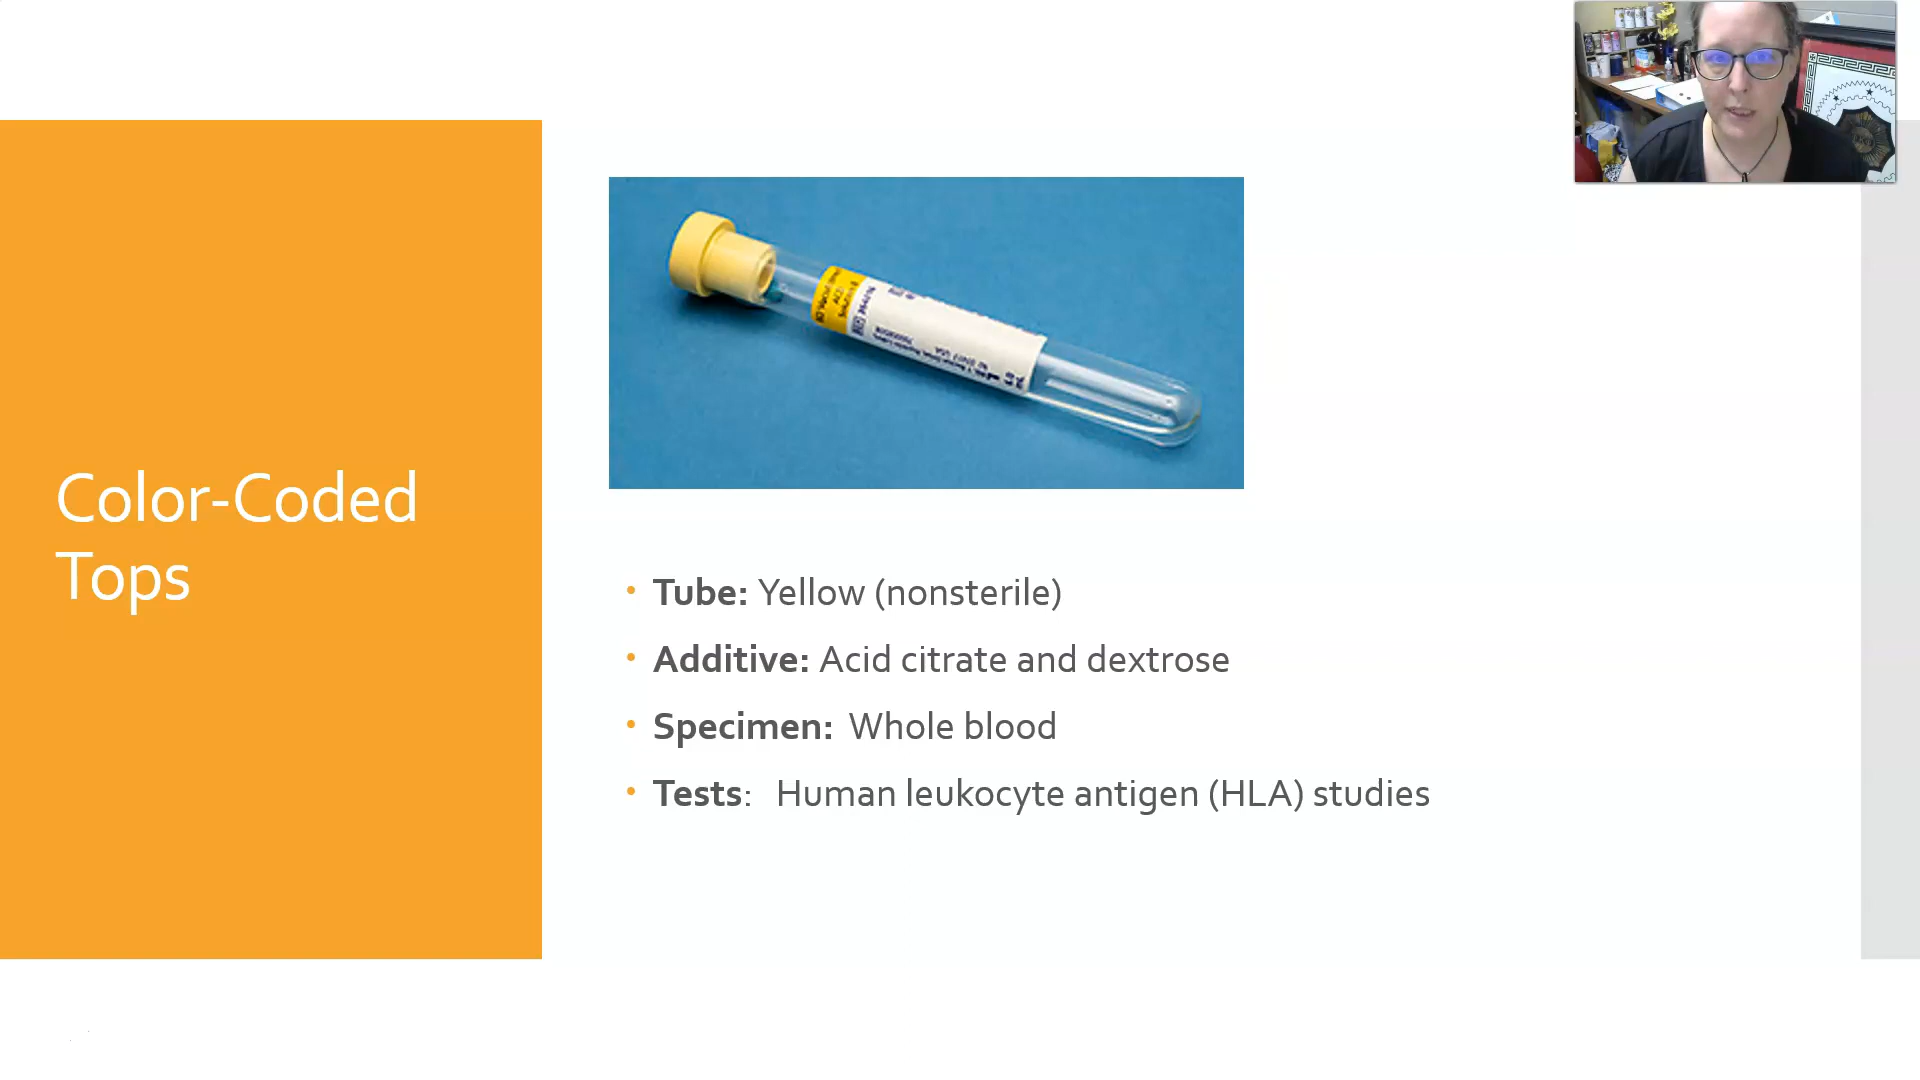 Color-Coded
Tops
• Tube: Yellow (nonsterile)
• Additive: Acid citrate and dextrose
• Specimen: Whole blood
• Tests: Human leukocyte antigen (HLA) studies